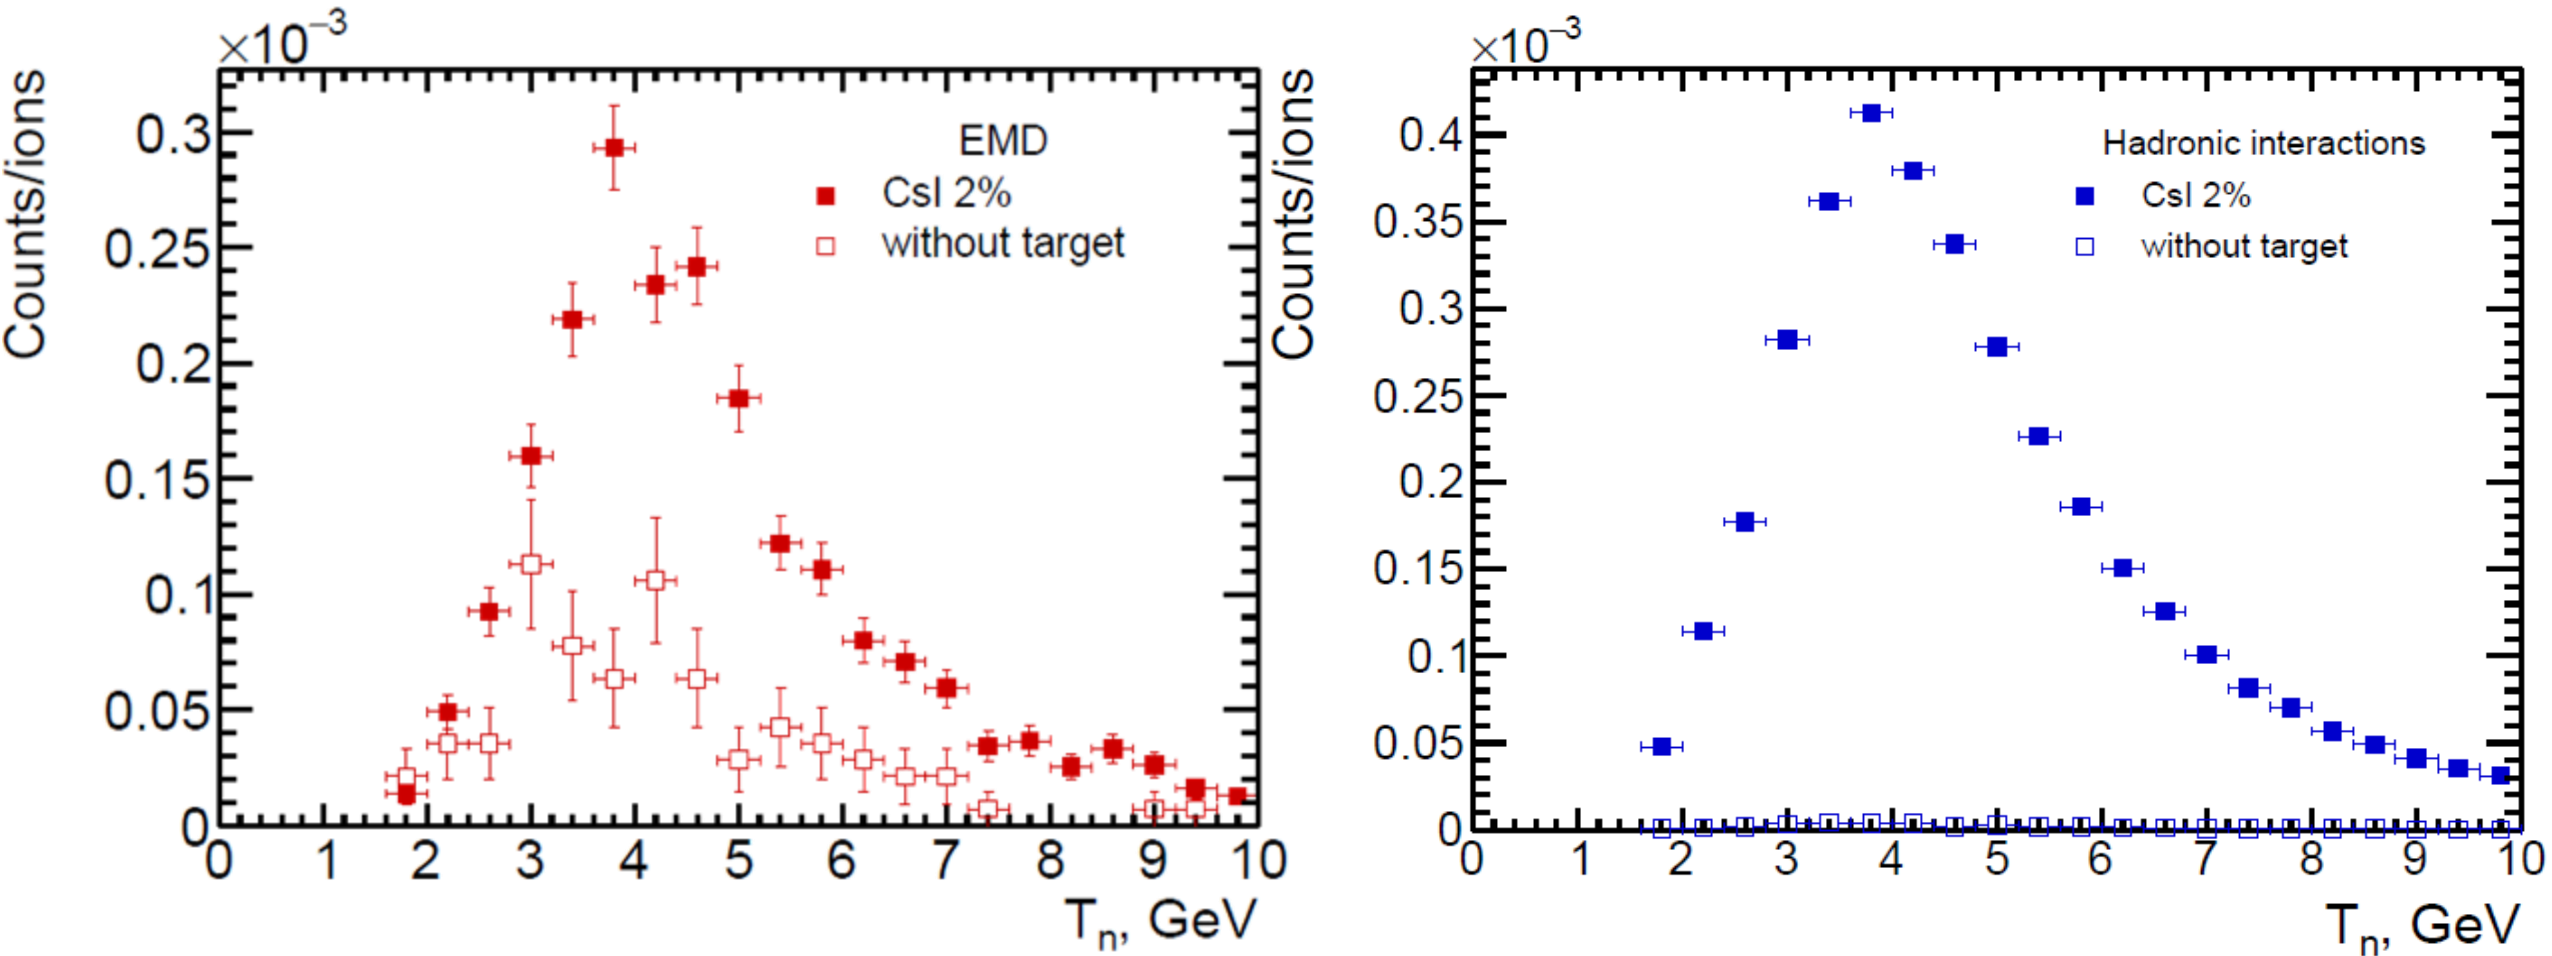 ×10⁻³
Counts/ions
0.3
0.25
0.2
0.15
0.1
0.05
0
EMD
CsI 2%
without target
0 1 2 3 4 5 6 7 8 9 10
Tₙ, GeV
×10⁻³
Counts/ions
0.4
0.35
0.3
0.25
0.2
0.15
0.1
0.05
0
Hadronic interactions
CsI 2%
without target
0 1 2 3 4 5 6 7 8 9 10
Tₙ, GeV